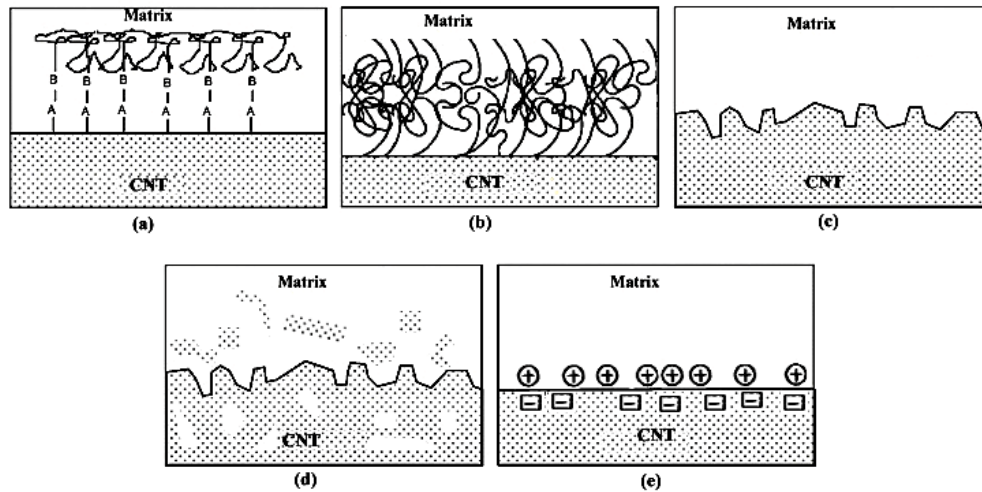 Matrix
B B B B B B
A A A A A A
CNT
(a)
Matrix
CNT
(b)
Matrix
CNT
(c)
Matrix
CNT
(d)
Matrix
+ + + + + + + +
− − − − − − −
CNT
(e)